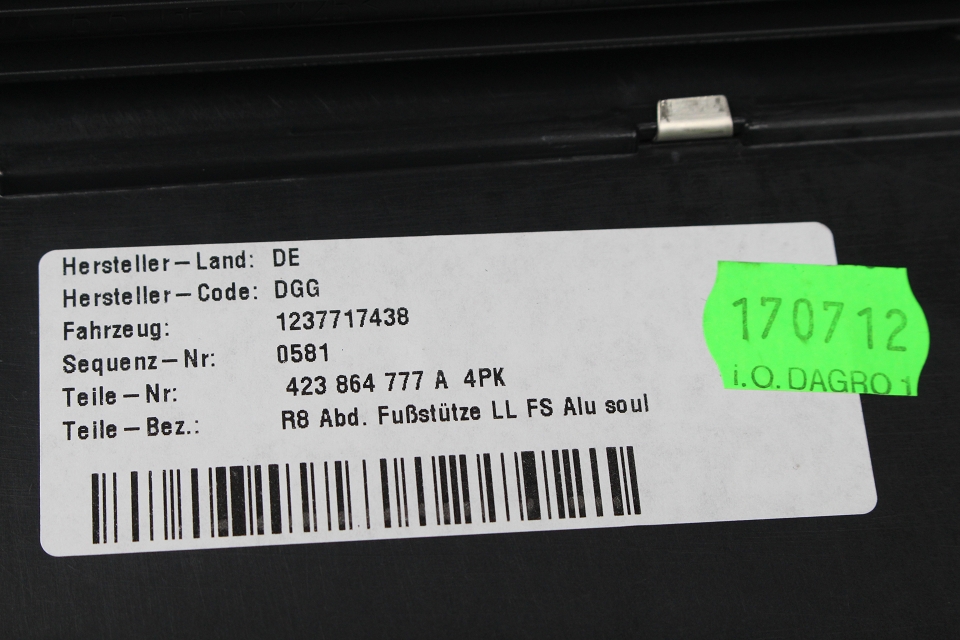 Hersteller-Land: DE
Hersteller-Code: DGG
Fahrzeug: 1237717438
Sequenz-Nr: 0581
Teile-Nr: 423 864 777 A 4PK
Teile-Bez.: R8 Abd. Fußstütze LL FS Alu soul
170712
i.O. DAGRO 1